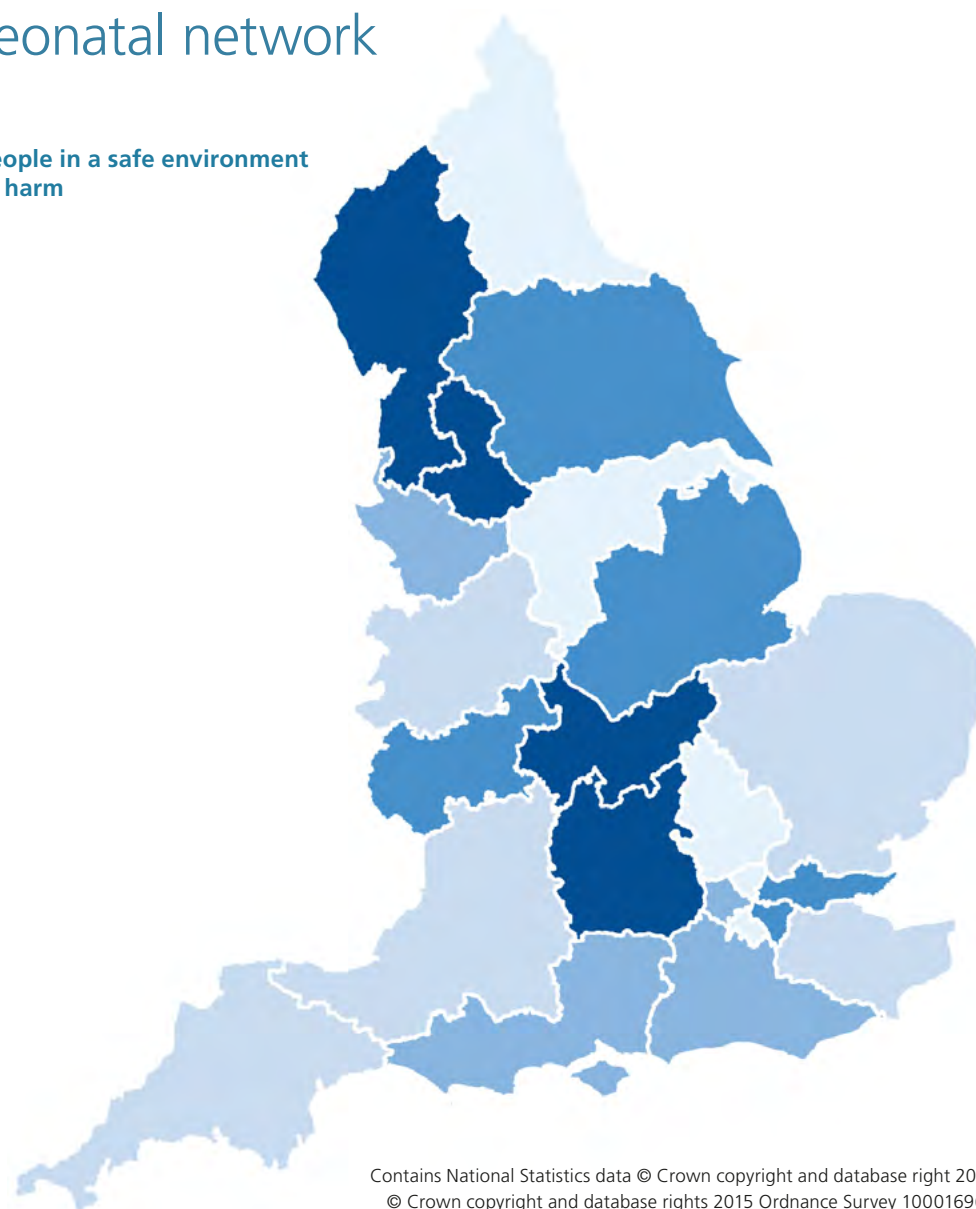 eonatal network
eople in a safe environment
harm
Contains National Statistics data © Crown copyright and database right 20
© Crown copyright and database rights 2015 Ordnance Survey 1000169